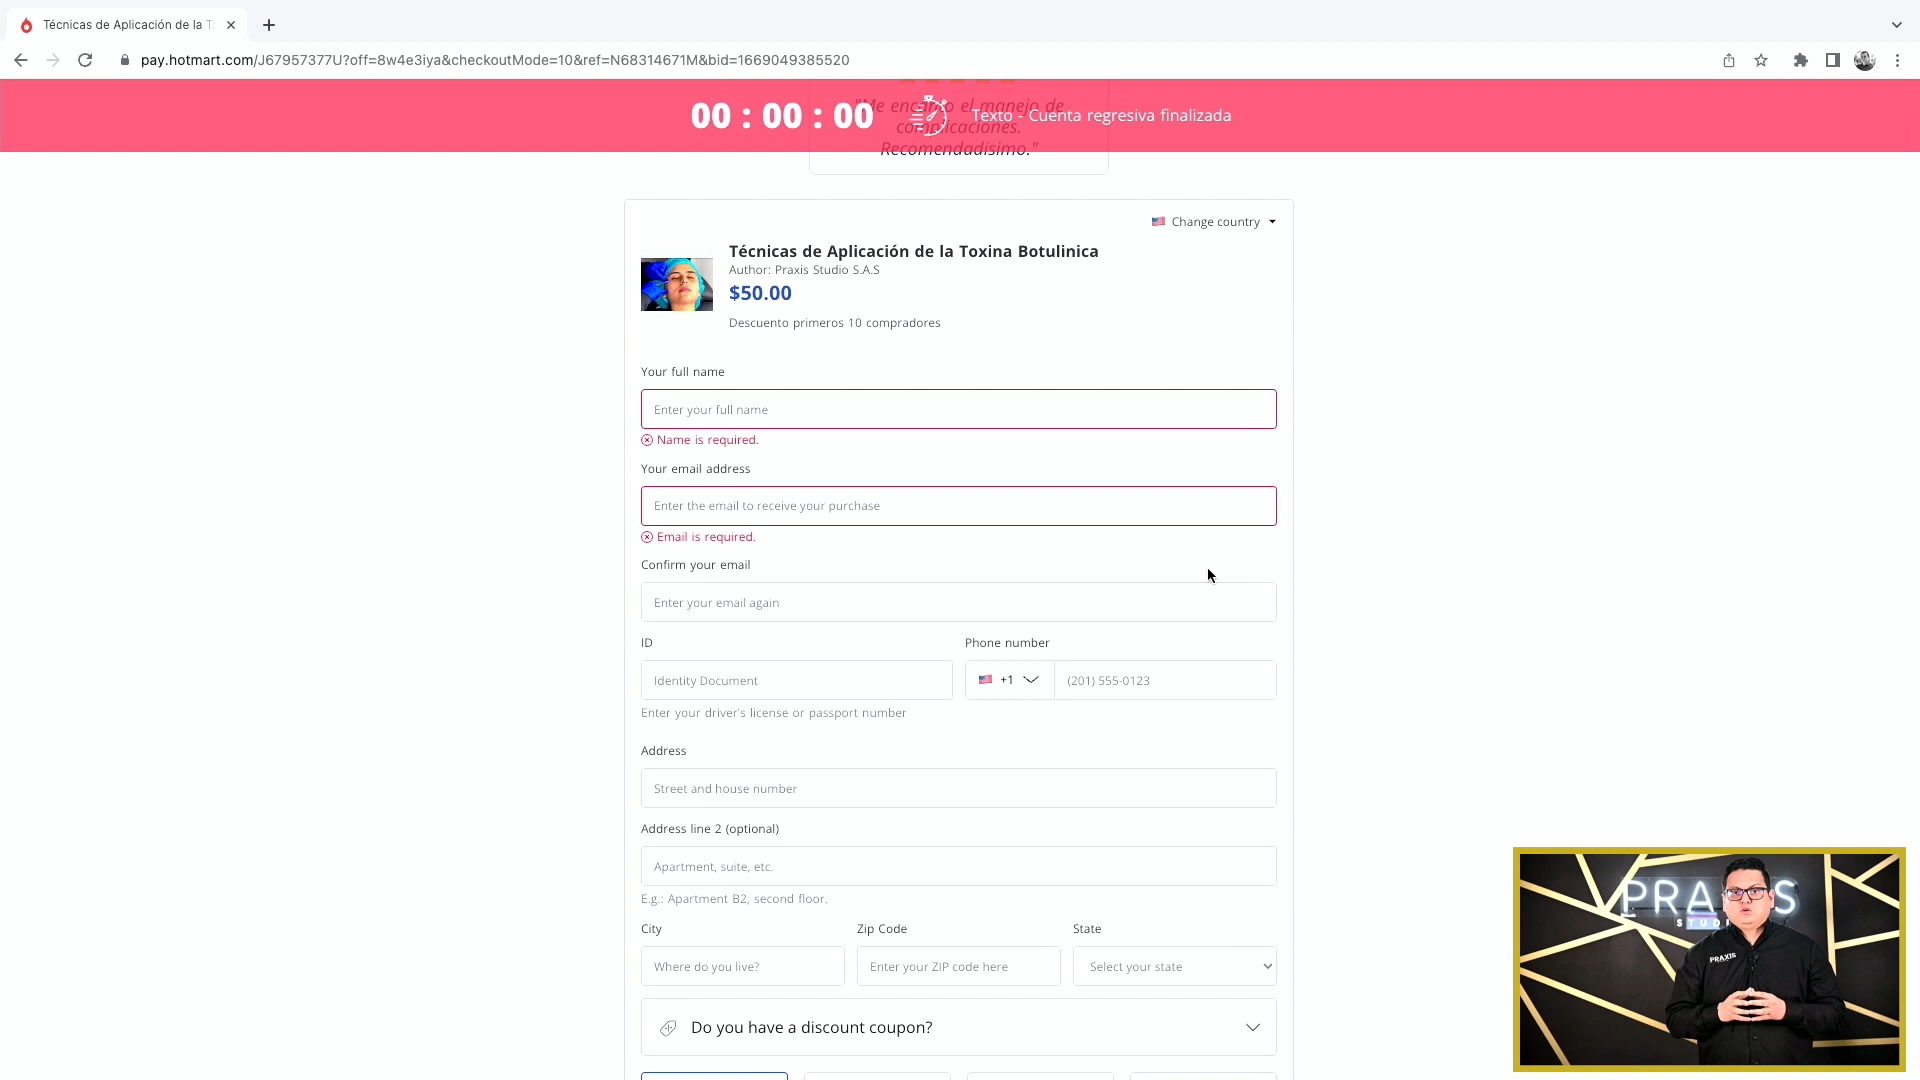 Técnicas de Aplicación de la T
pay.hotmart.com/J67957377U?off=8w4e3iya&checkoutMode=10&ref=N68314671M&bid=1669049385520
"Me encanto el manejo de
complicaciones.
Recomendadisimo."
00 : 00 : 00
Texto - Cuenta regresiva finalizada
Change country
Técnicas de Aplicación de la Toxina Botulinica
Author: Praxis Studio S.A.S
$50.00
Descuento primeros 10 compradores
Your full name
Enter your full name
Name is required.
Your email address
Enter the email to receive your purchase
Email is required.
Confirm your email
Enter your email again
ID
Phone number
Identity Document
+1
(201) 555-0123
Enter your driver's license or passport number
Address
Street and house number
Address line 2 (optional)
Apartment, suite, etc.
E.g.: Apartment B2, second floor.
City
Zip Code
State
Where do you live?
Enter your ZIP code here
Select your state
Do you have a discount coupon?
PRA S
STUDI
PRAXIS